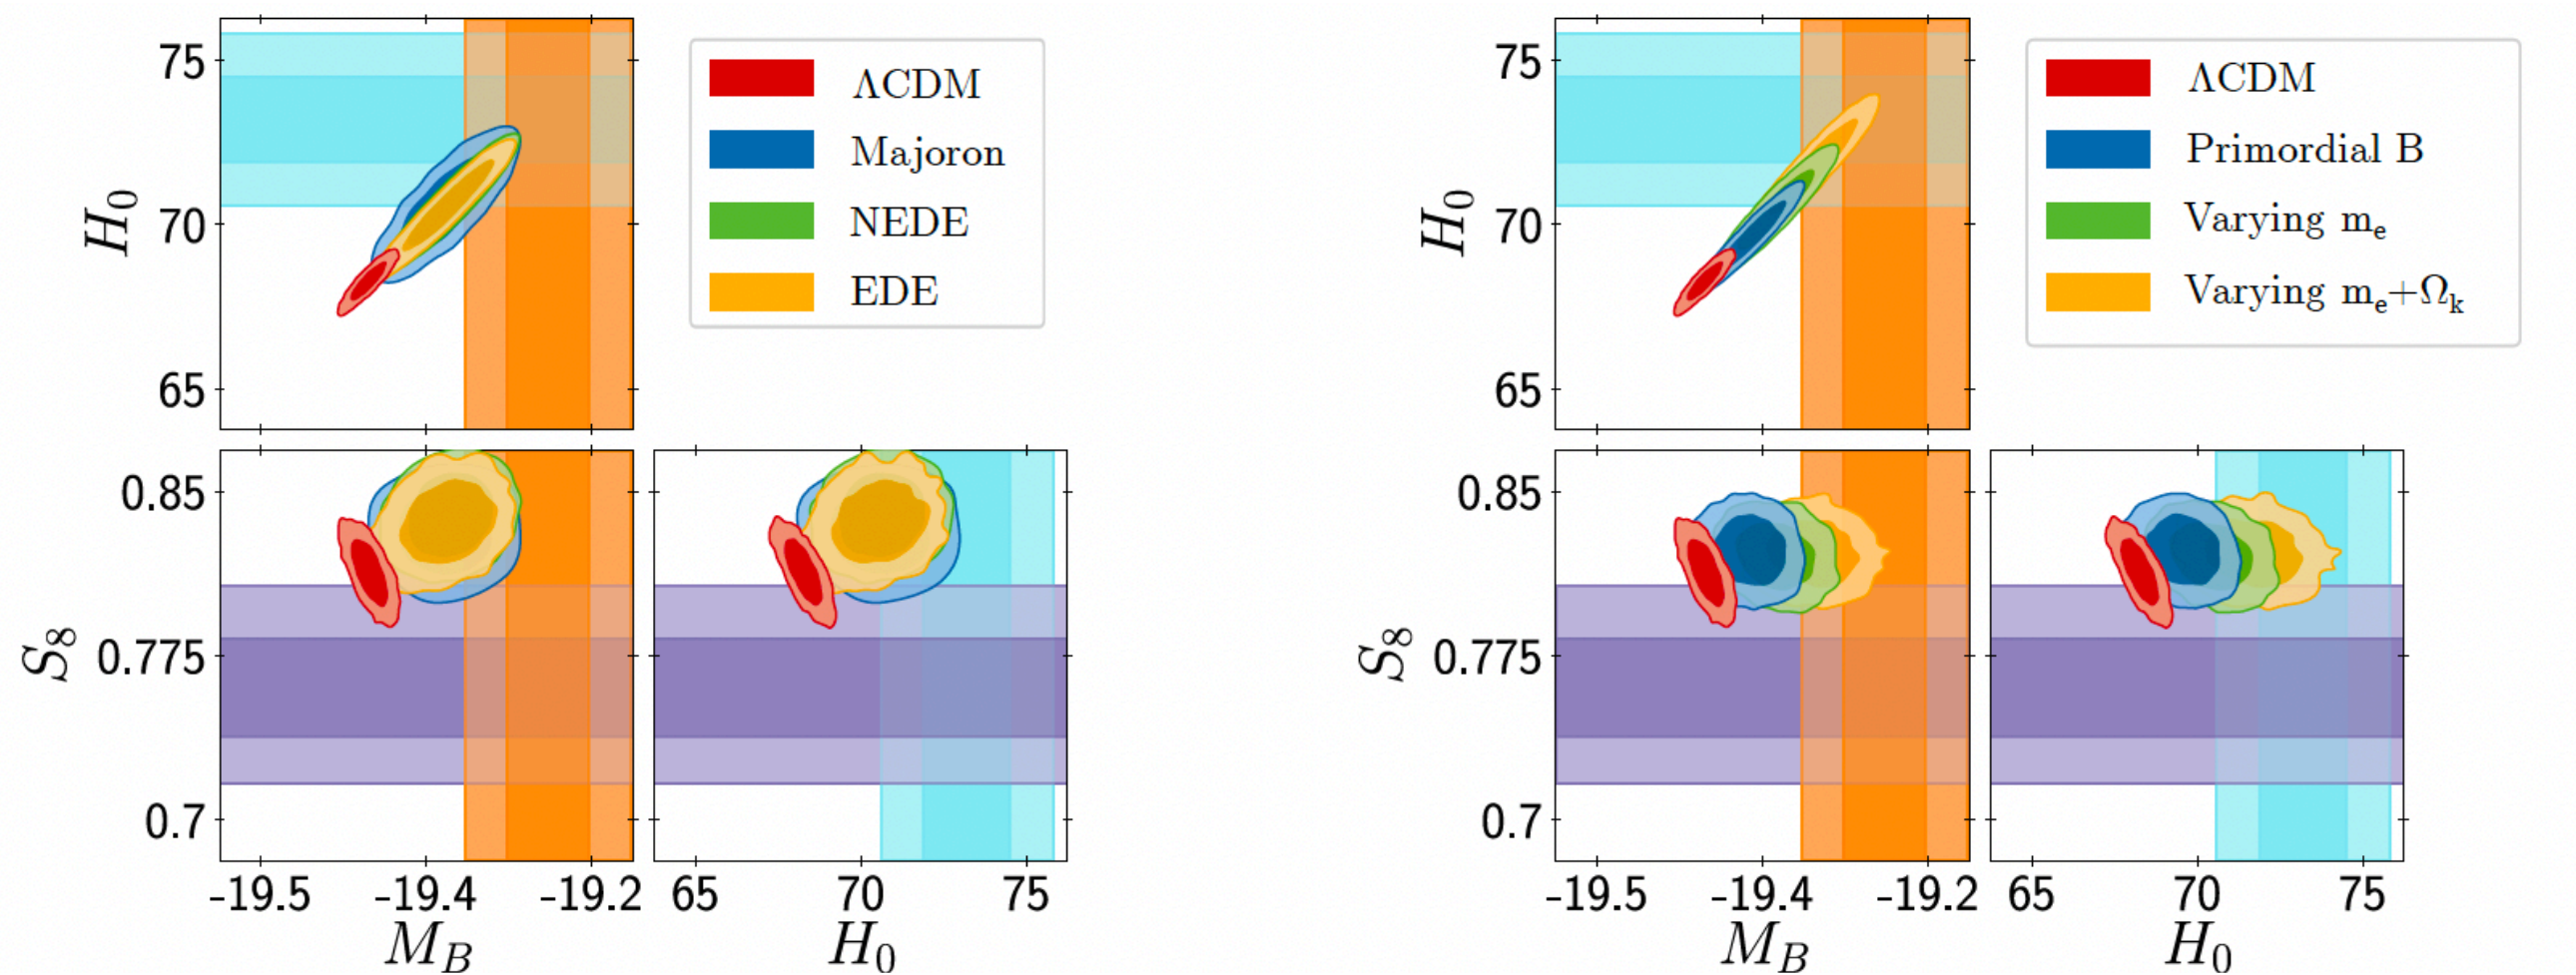 75
70
65
H₀
ΛCDM
Majoron
NEDE
EDE
0.85
0.775
0.7
S₈
-19.5 -19.4 -19.2
M_B
65 70 75
H₀
75
70
65
H₀
ΛCDM
Primordial B
Varying mₑ
Varying mₑ+Ωₖ
0.85
0.775
0.7
S₈
-19.5 -19.4 -19.2
M_B
65 70 75
H₀